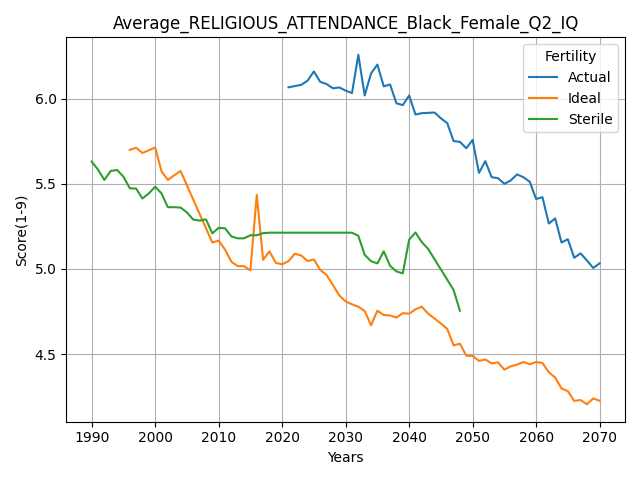 Average_RELIGIOUS_ATTENDANCE_Black_Female_Q2_IQ
Fertility
Actual
Ideal
Sterile
Score(1-9)
6.0
5.5
5.0
4.5
1990 2000 2010 2020 2030 2040 2050 2060 2070
Years